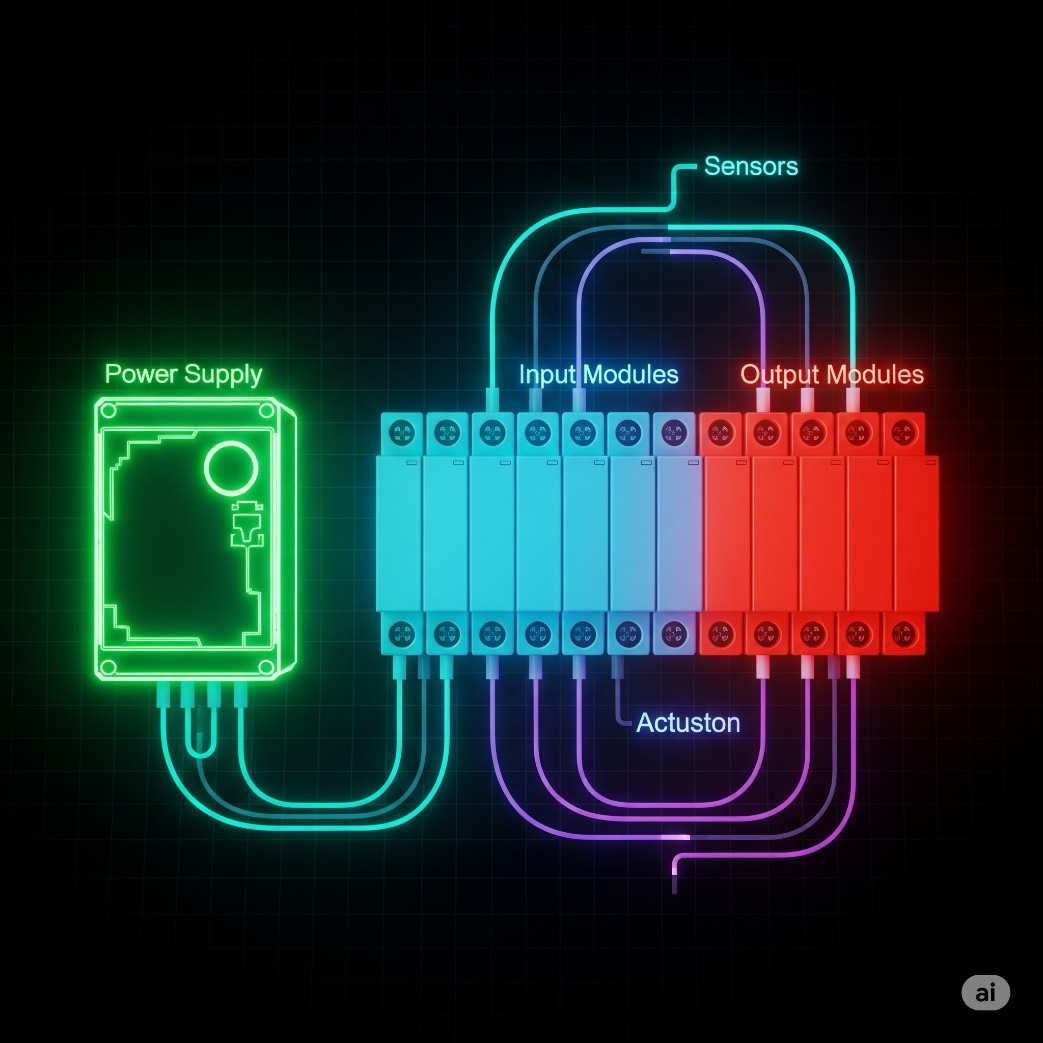 Sensors
Power Supply
Input Modules
Output Modules
Actuston
ai